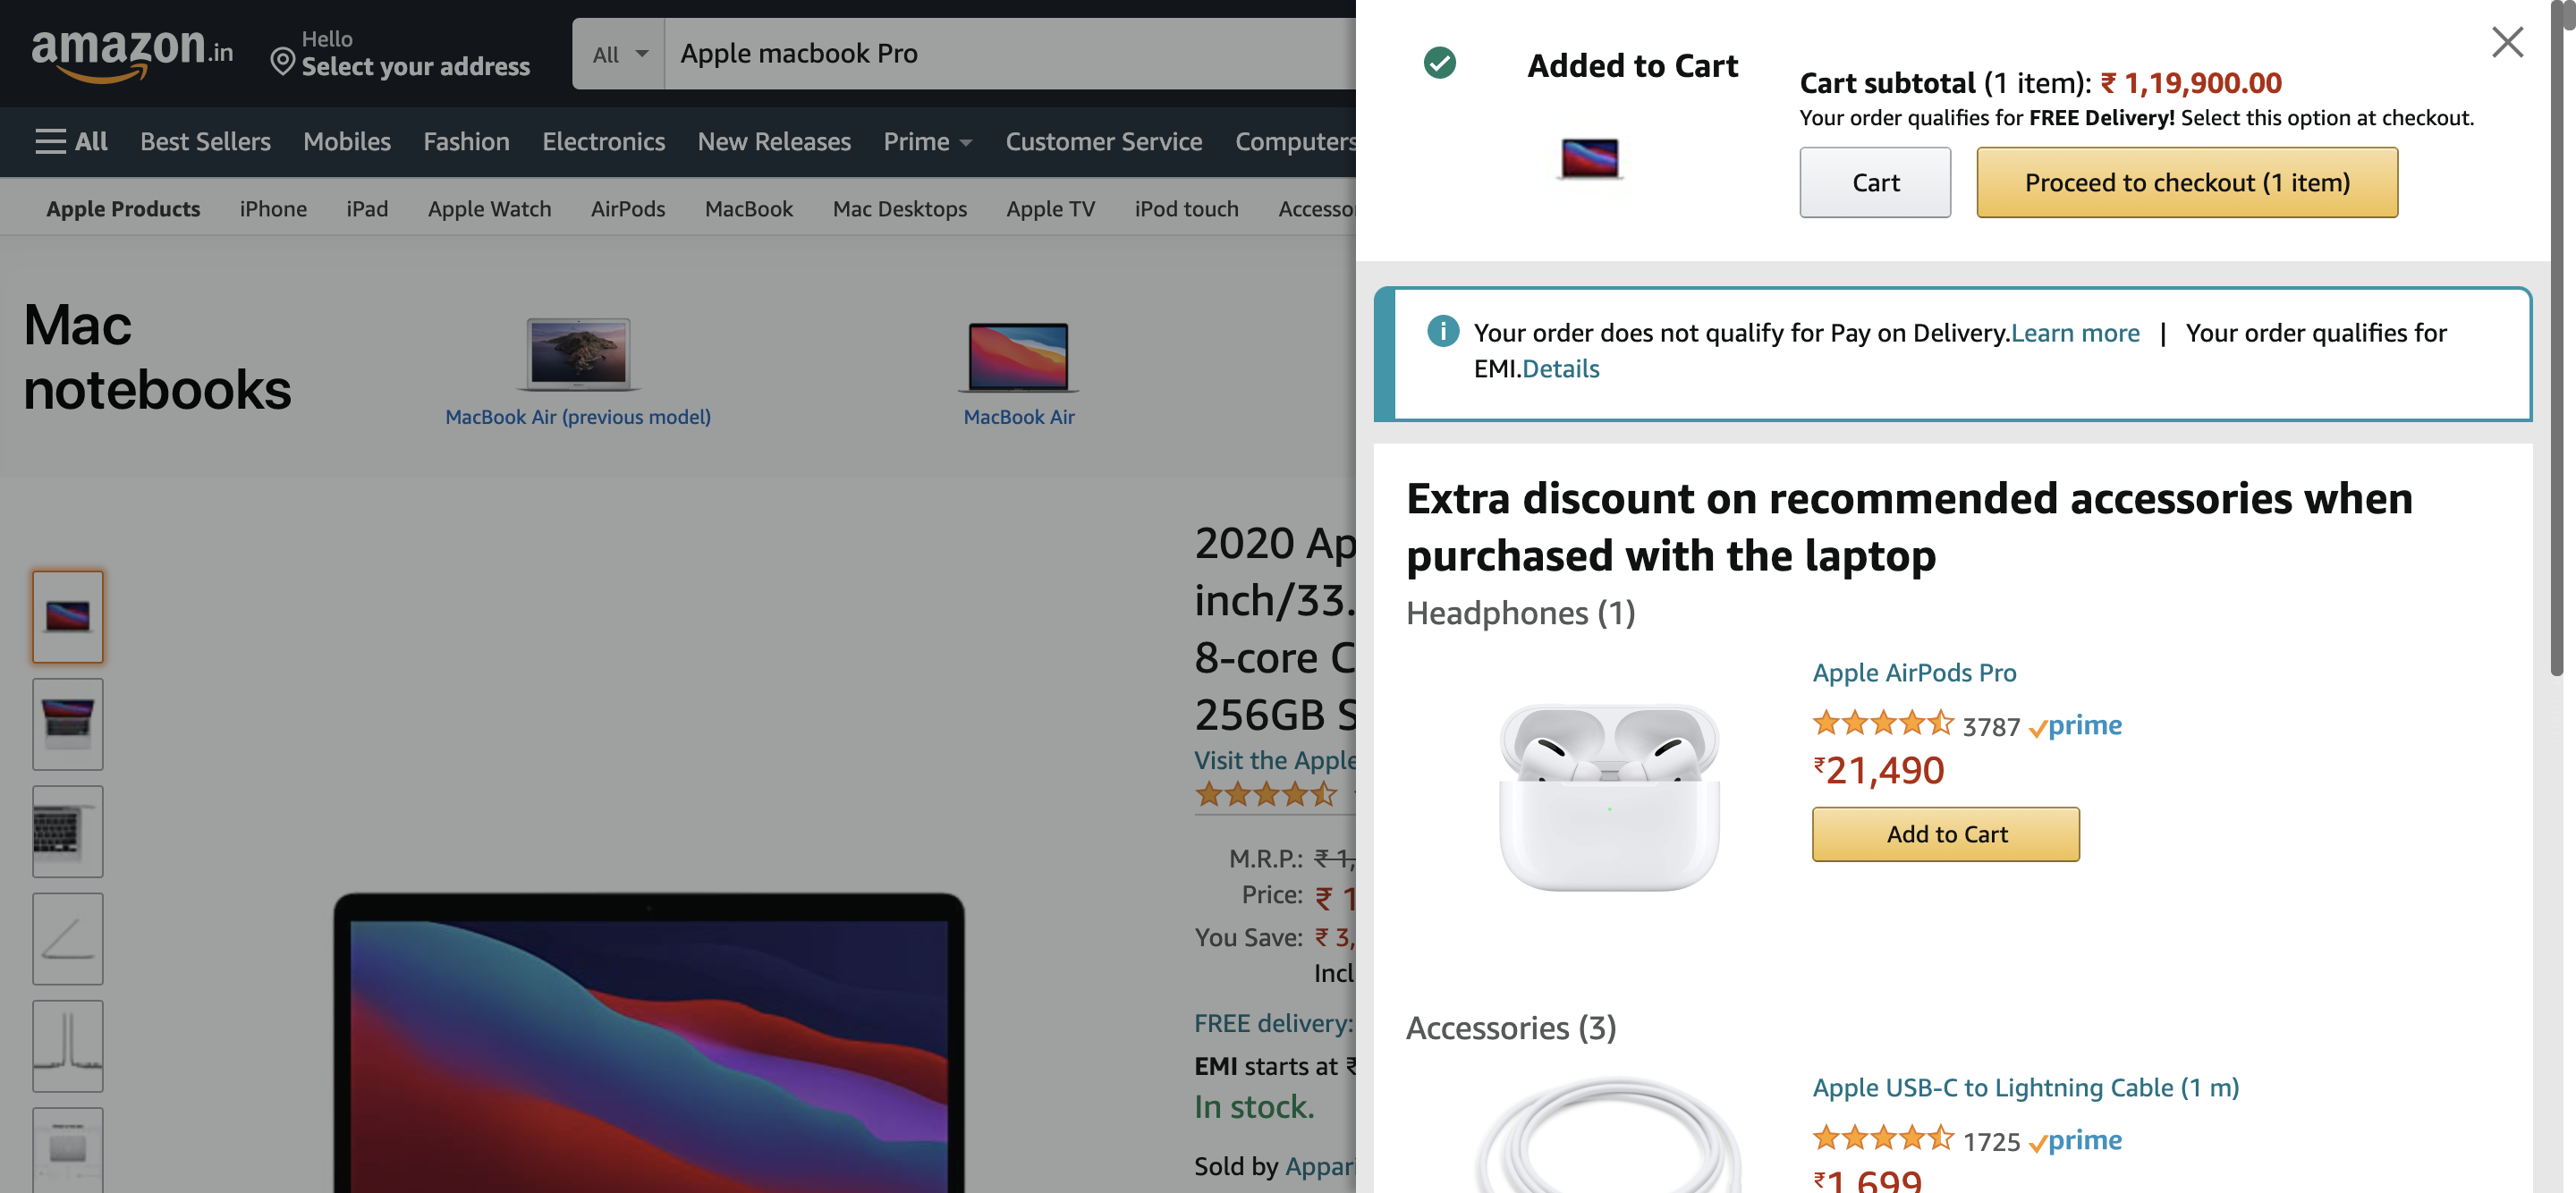 amazon.in
Hello
Select your address
All
Apple macbook Pro
All Best Sellers Mobiles Fashion Electronics New Releases Prime Customer Service Computers
Apple Products iPhone iPad Apple Watch AirPods MacBook Mac Desktops Apple TV iPod touch Accesso
Mac
notebooks
MacBook Air (previous model)
MacBook Air
2020 Ap
inch/33.
8-core C
256GB S
Visit the Apple
M.R.P.: ₹ 1,
Price: ₹ 1
You Save: ₹ 3,
Incl
FREE delivery:
EMI starts at ₹
In stock.
Sold by Appari
Added to Cart
Cart subtotal (1 item): ₹ 1,19,900.00
Your order qualifies for FREE Delivery! Select this option at checkout.
Cart
Proceed to checkout (1 item)
Your order does not qualify for Pay on Delivery.Learn more | Your order qualifies for
EMI.Details
Extra discount on recommended accessories when
purchased with the laptop
Headphones (1)
Apple AirPods Pro
3787 prime
₹21,490
Add to Cart
Accessories (3)
Apple USB-C to Lightning Cable (1 m)
1725 prime
₹1,699